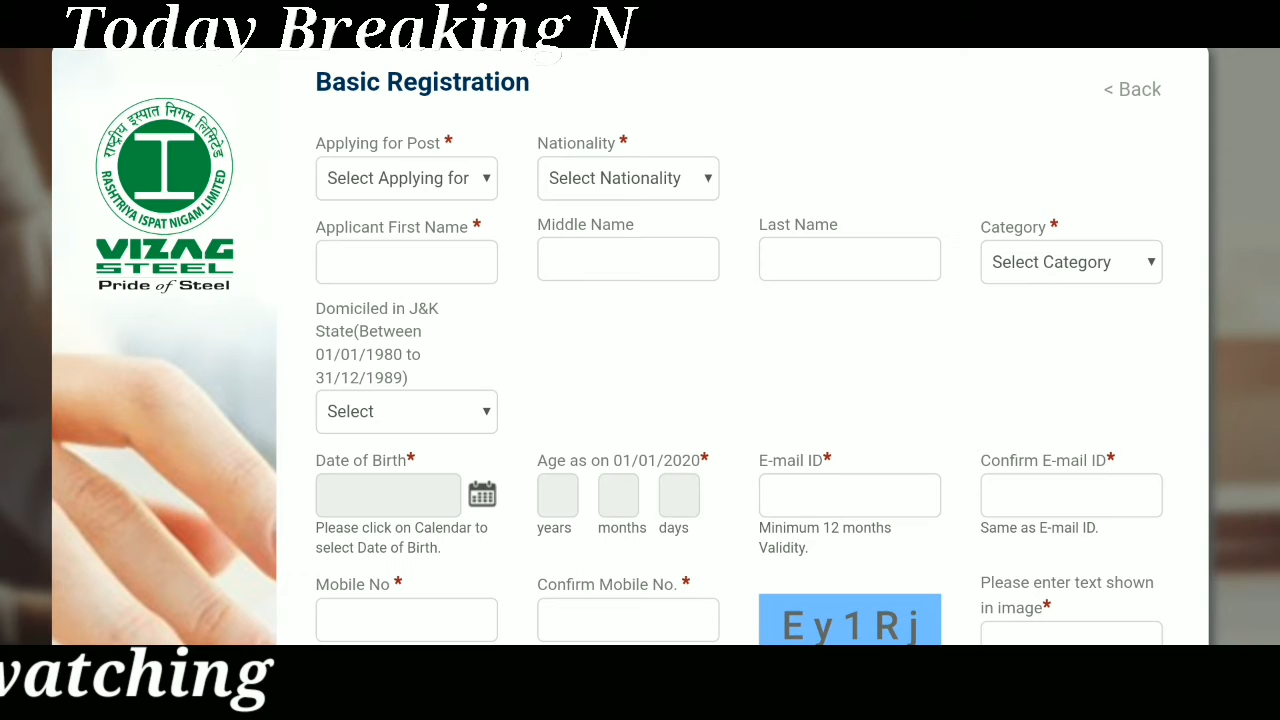 Today Breaking N
Basic Registration
< Back
राष्ट्रीय इस्पात निगम लिमिटेड
RASHTRIYA ISPAT NIGAM LIMITED
VIZAG
STEEL
Pride of Steel
Applying for Post *
Nationality *
Select Applying for
Select Nationality
Applicant First Name *
Middle Name
Last Name
Category *
Select Category
Domiciled in J&K
State(Between
01/01/1980 to
31/12/1989)
Select
Date of Birth*
Age as on 01/01/2020*
E-mail ID*
Confirm E-mail ID*
years
months
days
Please click on Calendar to
select Date of Birth.
Minimum 12 months
Validity.
Same as E-mail ID.
Mobile No *
Confirm Mobile No. *
Ey1Rj
Please enter text shown
in image*
watching